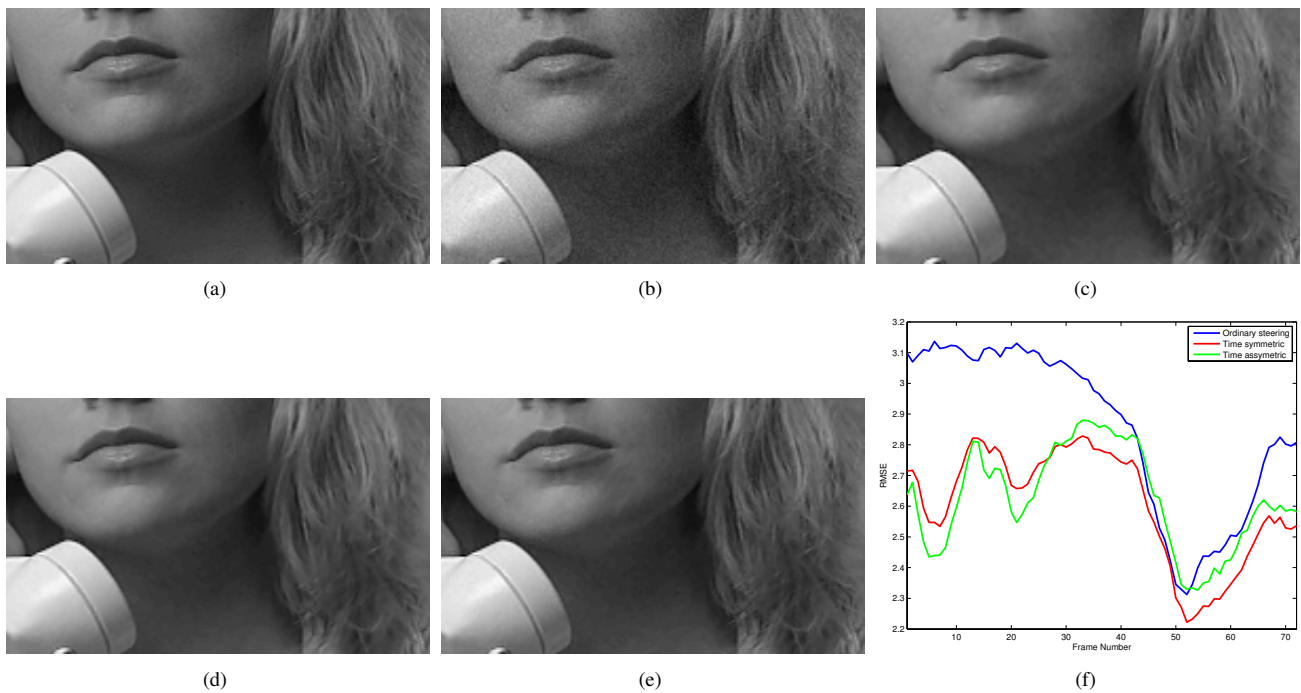 (a)
(b)
(c)
3.2
3.1
3
2.9
2.8
2.7
2.6
2.5
2.4
2.3
2.2
RMSE
Ordinary steering
Time symmetric
Time assymetric
10
20
30
40
50
60
70
Frame Number
(d)
(e)
(f)